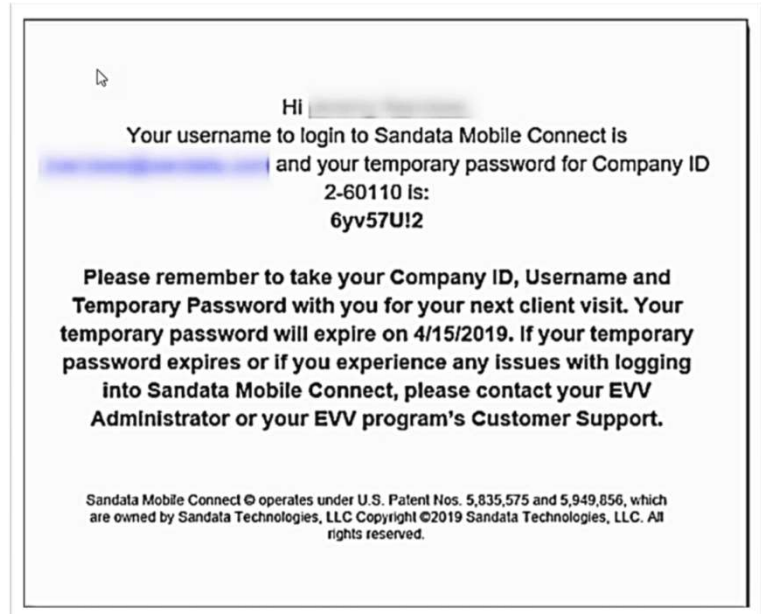 Hi
Your username to login to Sandata Mobile Connect is
and your temporary password for Company ID
2-60110 is:
6yv57U!2
Please remember to take your Company ID, Username and
Temporary Password with you for your next client visit. Your
temporary password will expire on 4/15/2019. If your temporary
password expires or if you experience any issues with logging
into Sandata Mobile Connect, please contact your EVV
Administrator or your EVV program's Customer Support.
Sandata Mobile Connect © operates under U.S. Patent Nos. 5,835,575 and 5,949,856, which
are owned by Sandata Technologies, LLC Copyright ©2019 Sandata Technologies, LLC. All
rights reserved.